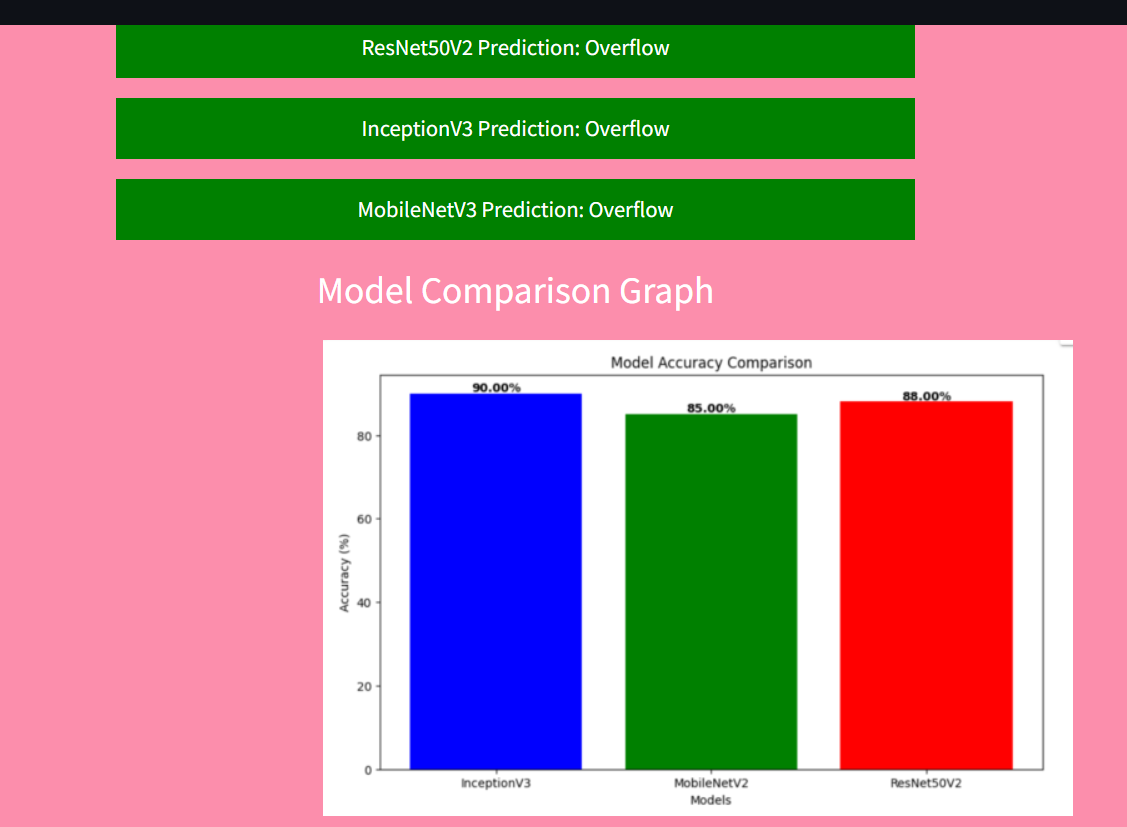 ResNet50V2 Prediction: Overflow
InceptionV3 Prediction: Overflow
MobileNetV3 Prediction: Overflow
Model Comparison Graph
Model Accuracy Comparison
90.00%
85.00%
88.00%
80
60
40
20
0
Accuracy (%)
InceptionV3 MobileNetV2 ResNet50V2
Models